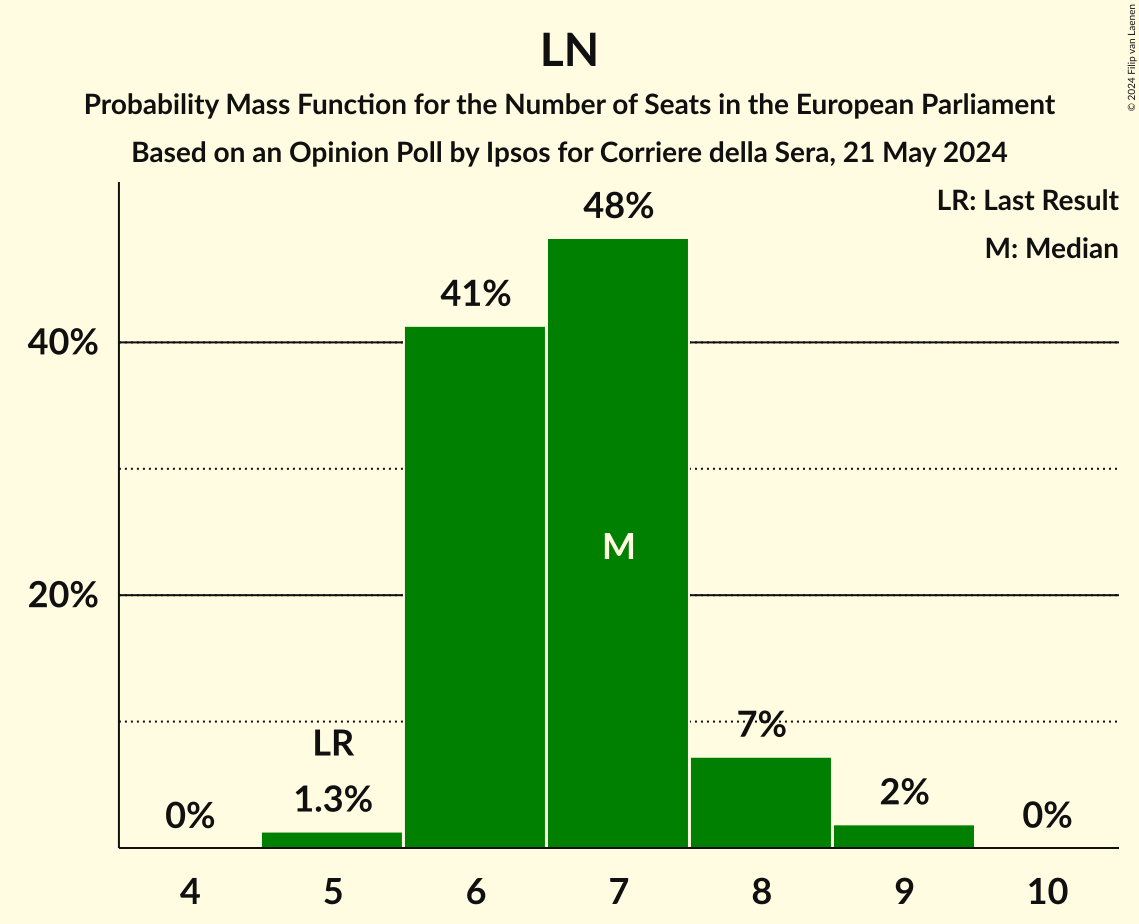 LN
Probability Mass Function for the Number of Seats in the European Parliament
Based on an Opinion Poll by Ipsos for Corriere della Sera, 21 May 2024
© 2024 Filip van Laenen
LR: Last Result
M: Median
48%
41%
40%
M
20%
7%
LR
1.3%
2%
0%
0%
4 5 6 7 8 9 10